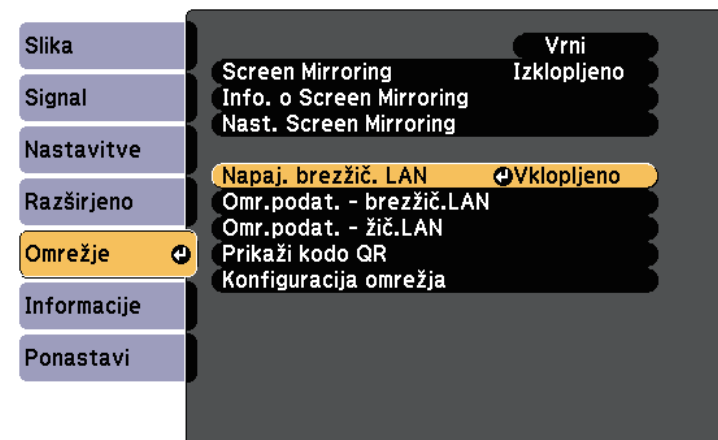 Slika
Signal
Nastavitve
Razširjeno
Omrežje
Informacije
Ponastavi
Vrni
Screen Mirroring Izklopljeno
Info. o Screen Mirroring
Nast. Screen Mirroring
Napaj. brezžič. LAN Vklopljeno
Omr.podat. - brezžič.LAN
Omr.podat. - žič.LAN
Prikaži kodo QR
Konfiguracija omrežja